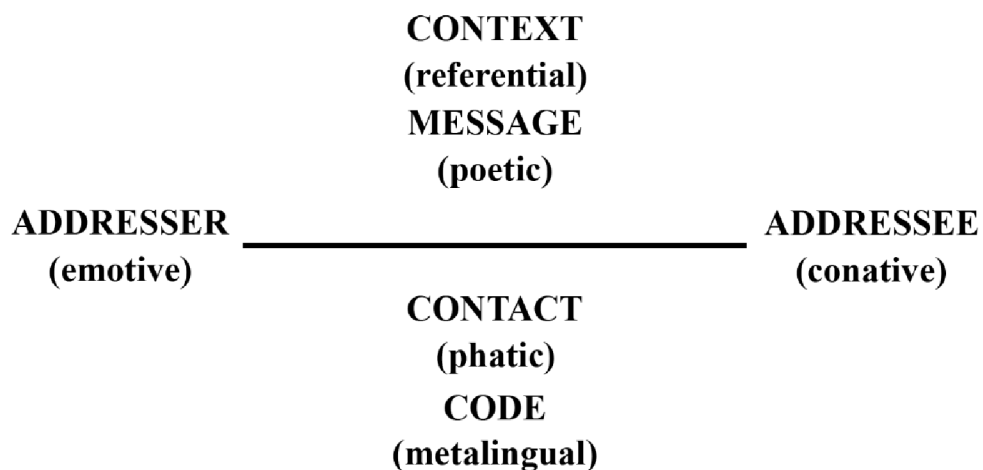 CONTEXT
(referential)
MESSAGE
(poetic)
ADDRESSER
(emotive)
ADDRESSEE
(conative)
CONTACT
(phatic)
CODE
(metalingual)